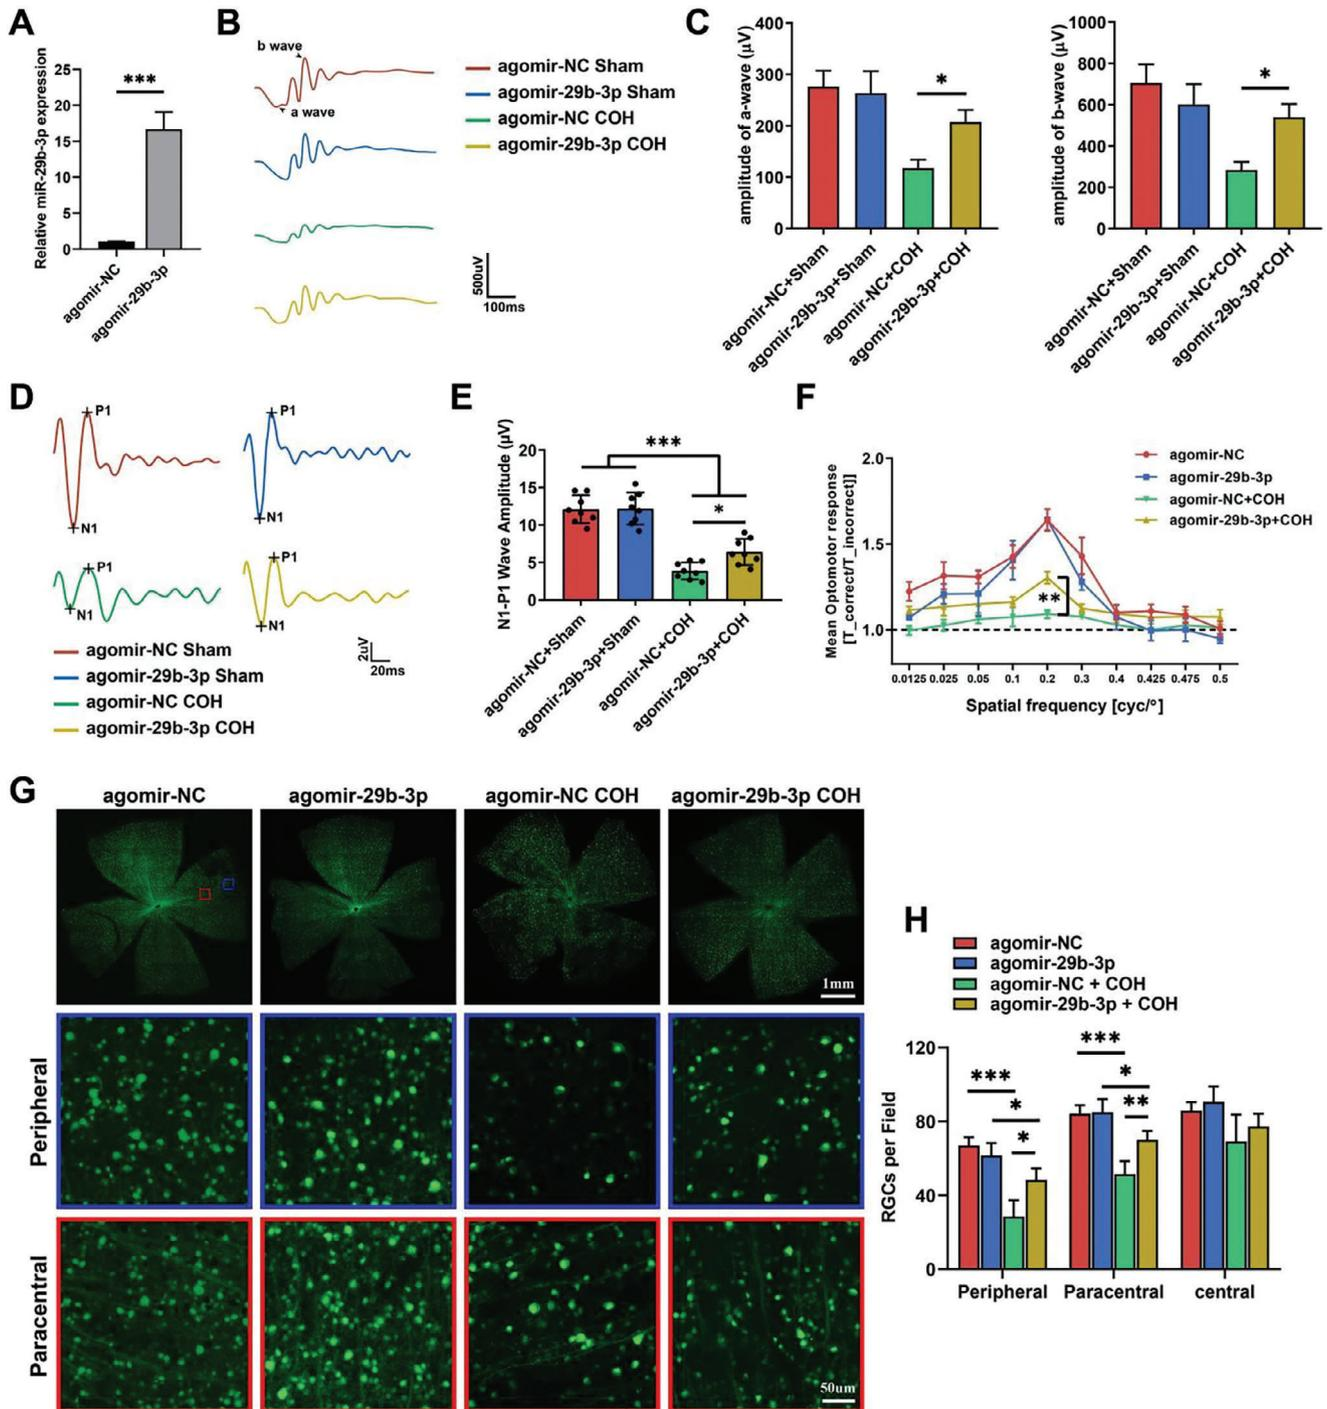 A
Relative miR-29b-3p expression
25
20
15
10
5
0
***
agomir-NC
agomir-29b-3p
B
b wave
a wave
agomir-NC Sham
agomir-29b-3p Sham
agomir-NC COH
agomir-29b-3p COH
500uV
100ms
C
amplitude of a-wave (μV)
400
300
200
100
0
*
agomir-NC+Sham
agomir-29b-3p+Sham
agomir-NC+COH
agomir-29b-3p+COH
amplitude of b-wave (μV)
1000
800
600
400
200
0
*
agomir-NC+Sham
agomir-29b-3p+Sham
agomir-NC+COH
agomir-29b-3p+COH
D
P1
N1
P1
N1
P1
N1
P1
N1
2uV
20ms
agomir-NC Sham
agomir-29b-3p Sham
agomir-NC COH
agomir-29b-3p COH
E
N1-P1 Wave Amplitude (μV)
20
15
10
5
0
***
*
agomir-NC+Sham
agomir-29b-3p+Sham
agomir-NC+COH
agomir-29b-3p+COH
F
Mean Optomotor response
[T_correct/T_incorrect]]
2.0
1.5
1.0
agomir-NC
agomir-29b-3p
agomir-NC+COH
agomir-29b-3p+COH
**
0.0125 0.025 0.05 0.1 0.2 0.3 0.4 0.425 0.475 0.5
Spatial frequency [cyc/°]
G
agomir-NC
agomir-29b-3p
agomir-NC COH
agomir-29b-3p COH
1mm
Peripheral
Paracentral
50um
H
agomir-NC
agomir-29b-3p
agomir-NC + COH
agomir-29b-3p + COH
RGCs per Field
120
80
40
0
***
*
*
***
*
**
Peripheral
Paracentral
central